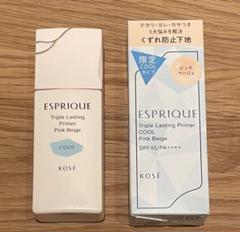 ESPRIQUE
Triple Lasting
Primer
Pink Beige
COOL
KOSÉ
テカリ・ヨレ・カサつき
3大悩みを解決
くずれ防止下地
限定
COOL
タイプ
ピンク
ベージュ
ESPRIQUE
Triple Lasting Primer
COOL
Pink Beige
SPF45/PA++++
KOSÉ